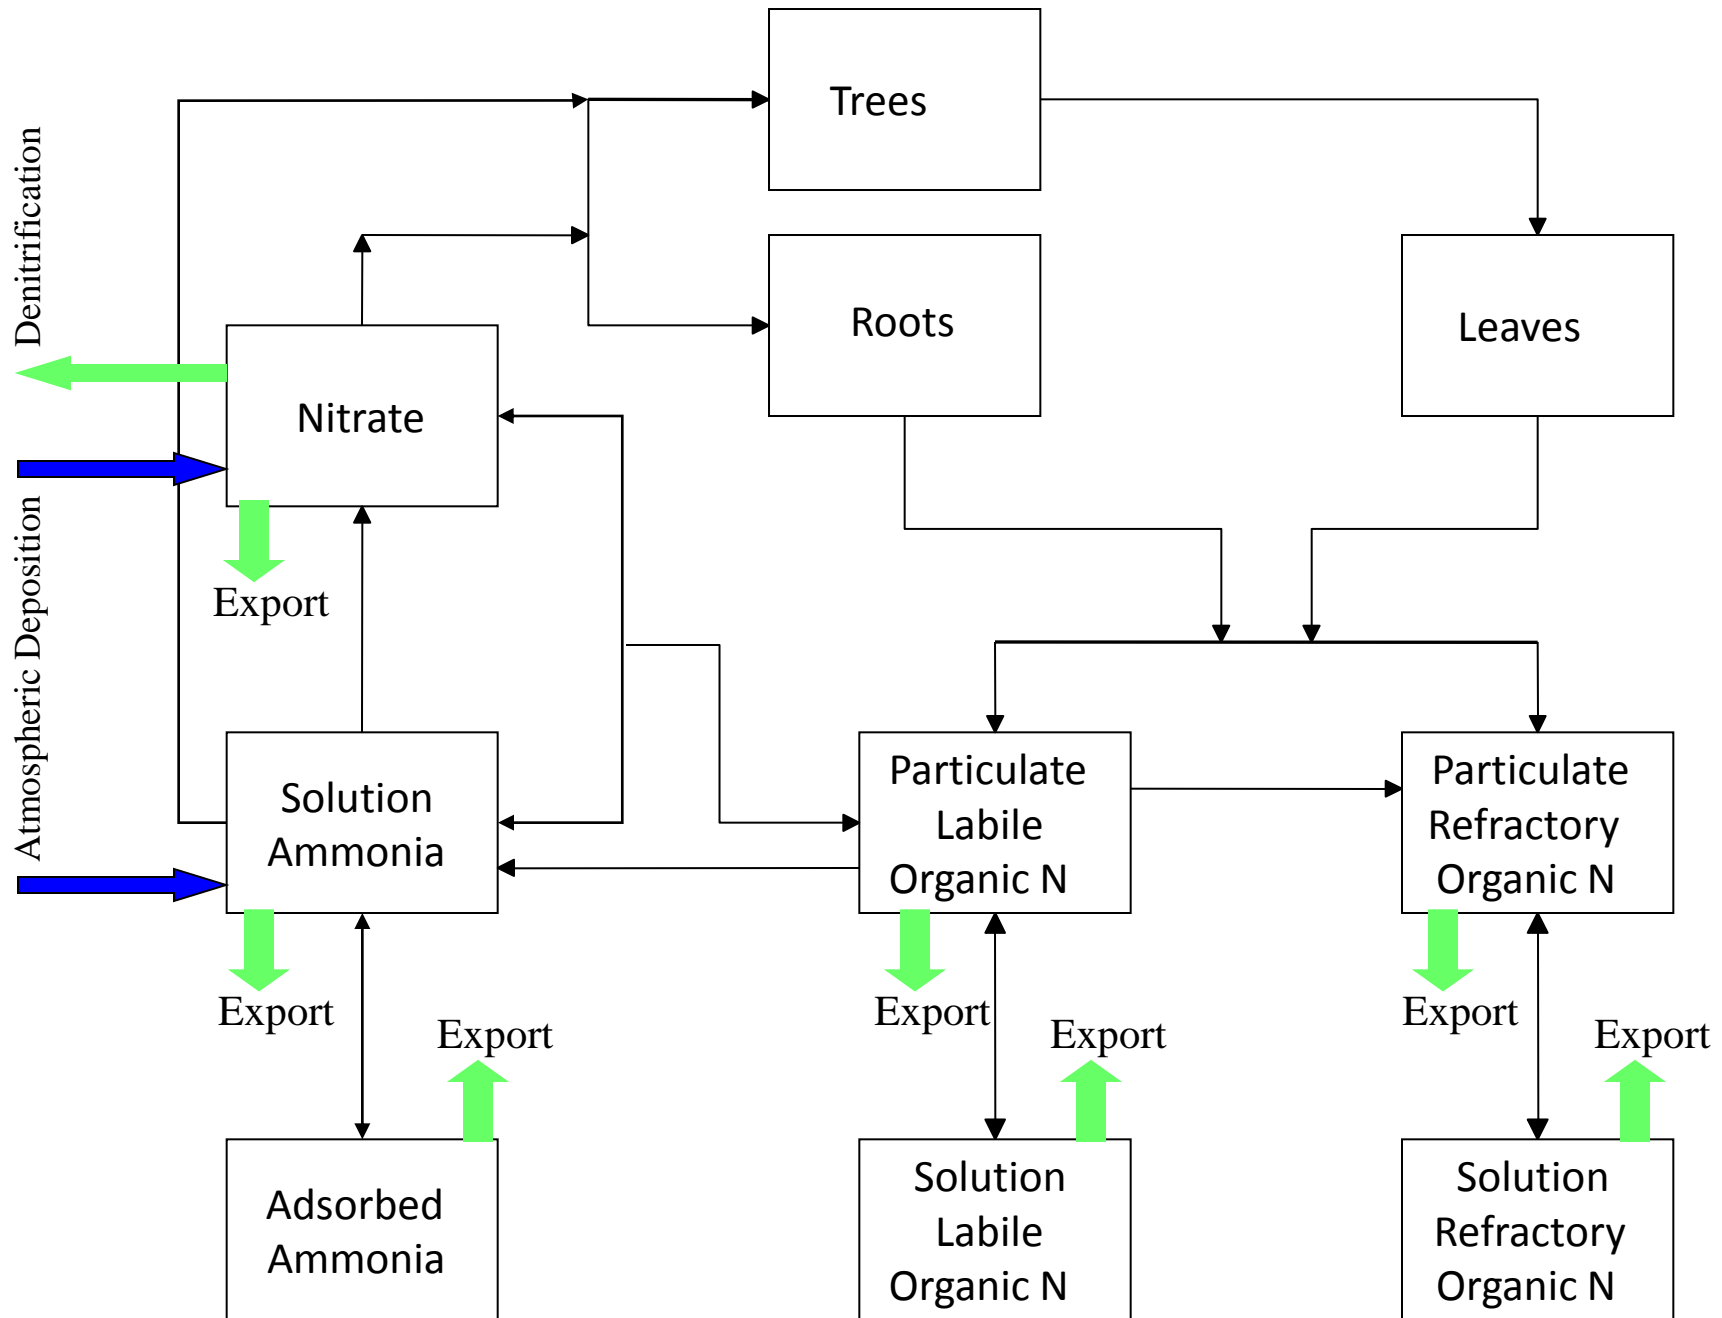 Trees
Denitrification
Roots
Leaves
Nitrate
Atmospheric Deposition
Export
Solution
Ammonia
Particulate
Labile
Organic N
Particulate
Refractory
Organic N
Export
Export
Export
Export
Export
Export
Adsorbed
Ammonia
Solution
Labile
Organic N
Solution
Refractory
Organic N